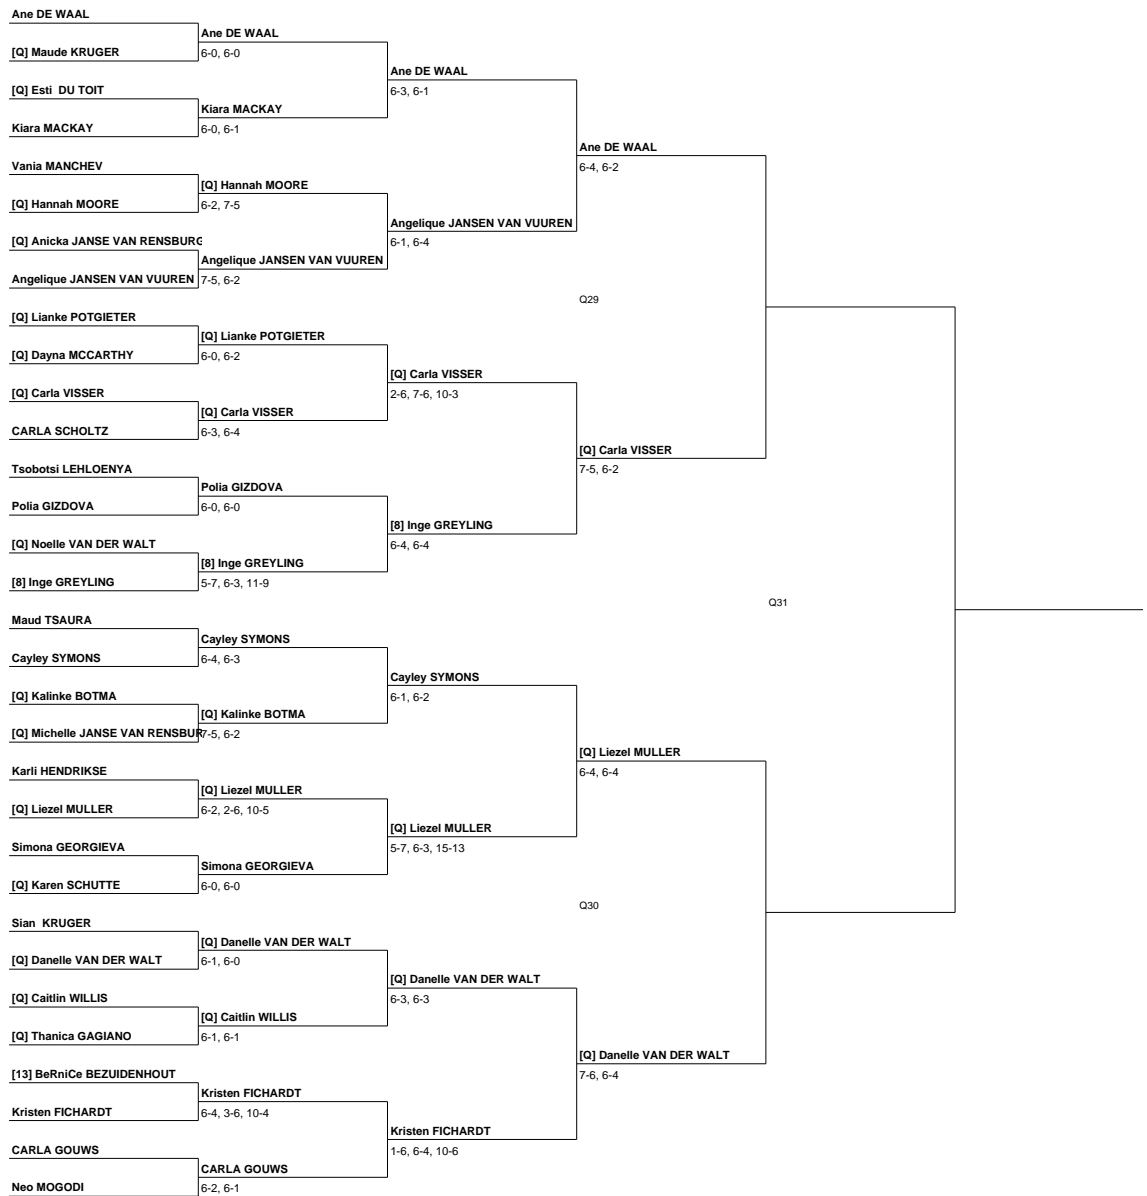 Ane DE WAAL
Ane DE WAAL
[Q] Maude KRUGER
6-0, 6-0
Ane DE WAAL
[Q] Esti  DU TOIT
6-3, 6-1
Kiara MACKAY
Kiara MACKAY
6-0, 6-1
Ane DE WAAL
Vania MANCHEV
6-4, 6-2
[Q] Hannah MOORE
[Q] Hannah MOORE
6-2, 7-5
Angelique JANSEN VAN VUUREN
[Q] Anicka JANSE VAN RENSBURG
6-1, 6-4
Angelique JANSEN VAN VUUREN
Angelique JANSEN VAN VUUREN
7-5, 6-2
Q29
[Q] Lianke POTGIETER
[Q] Lianke POTGIETER
[Q] Dayna MCCARTHY
6-0, 6-2
[Q] Carla VISSER
[Q] Carla VISSER
2-6, 7-6, 10-3
[Q] Carla VISSER
CARLA SCHOLTZ
6-3, 6-4
[Q] Carla VISSER
Tsobotsi LEHLOENYA
7-5, 6-2
Polia GIZDOVA
Polia GIZDOVA
6-0, 6-0
[8] Inge GREYLING
[Q] Noelle VAN DER WALT
6-4, 6-4
[8] Inge GREYLING
[8] Inge GREYLING
5-7, 6-3, 11-9
Q31
Maud TSAURA
Cayley SYMONS
Cayley SYMONS
6-4, 6-3
Cayley SYMONS
[Q] Kalinke BOTMA
6-1, 6-2
[Q] Kalinke BOTMA
[Q] Michelle JANSE VAN RENSBUR
7-5, 6-2
[Q] Liezel MULLER
Karli HENDRIKSE
6-4, 6-4
[Q] Liezel MULLER
[Q] Liezel MULLER
6-2, 2-6, 10-5
[Q] Liezel MULLER
Simona GEORGIEVA
5-7, 6-3, 15-13
Simona GEORGIEVA
[Q] Karen SCHUTTE
6-0, 6-0
Q30
Sian  KRUGER
[Q] Danelle VAN DER WALT
[Q] Danelle VAN DER WALT
6-1, 6-0
[Q] Danelle VAN DER WALT
[Q] Caitlin WILLIS
6-3, 6-3
[Q] Caitlin WILLIS
[Q] Thanica GAGIANO
6-1, 6-1
[Q] Danelle VAN DER WALT
[13] BeRniCe BEZUIDENHOUT
7-6, 6-4
Kristen FICHARDT
Kristen FICHARDT
6-4, 3-6, 10-4
Kristen FICHARDT
CARLA GOUWS
1-6, 6-4, 10-6
CARLA GOUWS
Neo MOGODI
6-2, 6-1